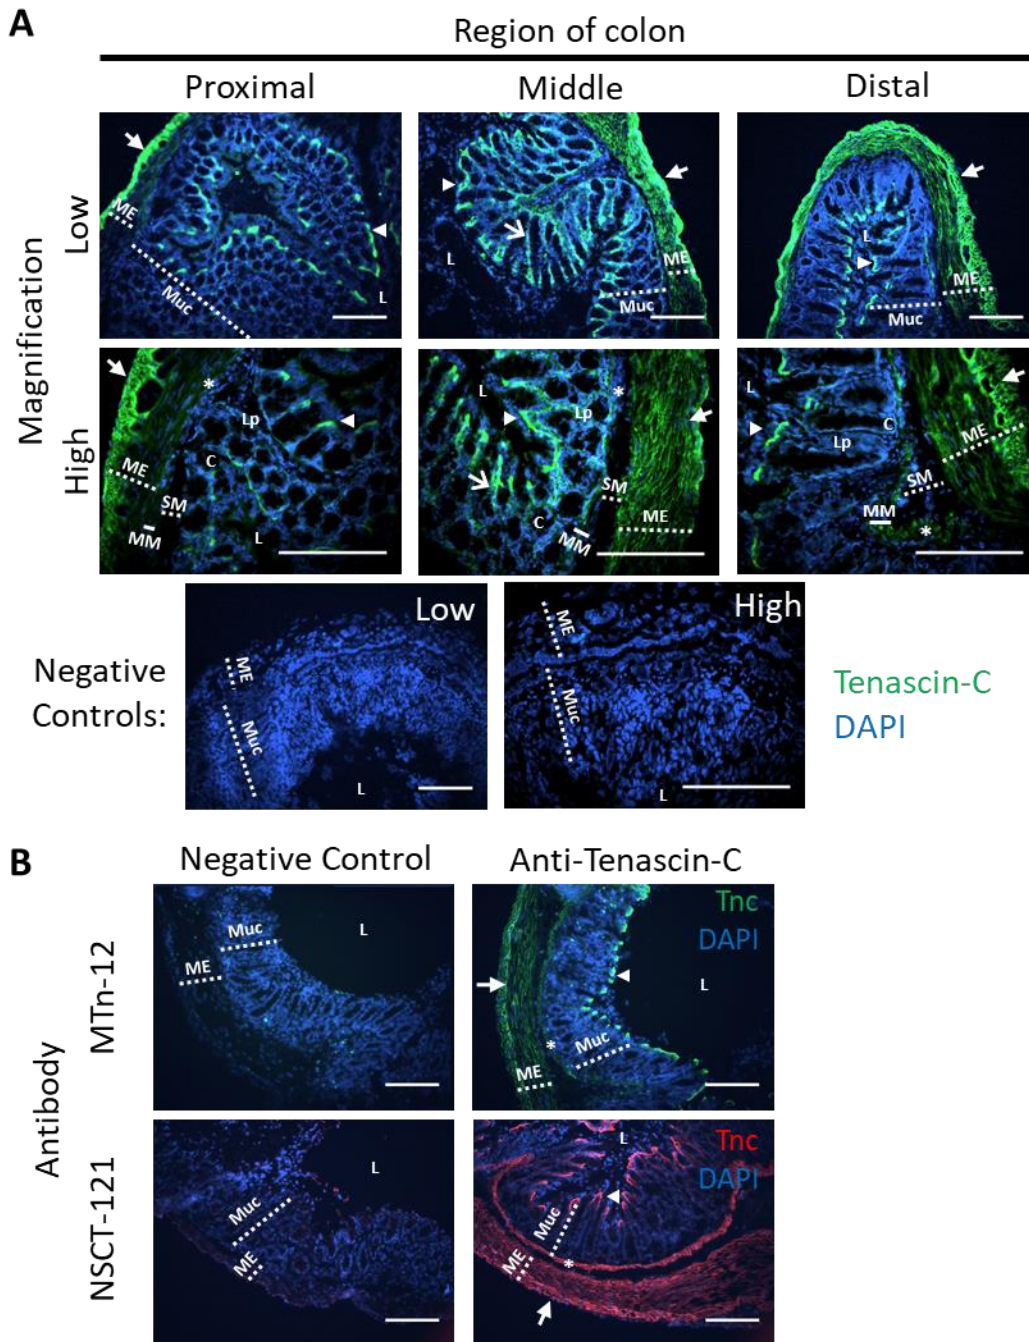 A
Region of colon
Proximal Middle Distal
Magnification
Low
ME
Muc
L
L
Muc
ME
L
Muc
ME
High
*
Lp
C
ME
SM
MM
L
L
*
Lp
SM
ME
C
MM
L
C
Lp
ME
SM
MM
*
Negative
Controls:
Low
ME
Muc
L
High
ME
Muc
L
Tenascin-C
DAPI
B
Negative Control Anti-Tenascin-C
Antibody
MTn-12
Muc
ME
L
Tnc
DAPI
L
Muc
*
ME
NSCT-121
L
Muc
ME
Tnc
DAPI
L
Muc
ME
*